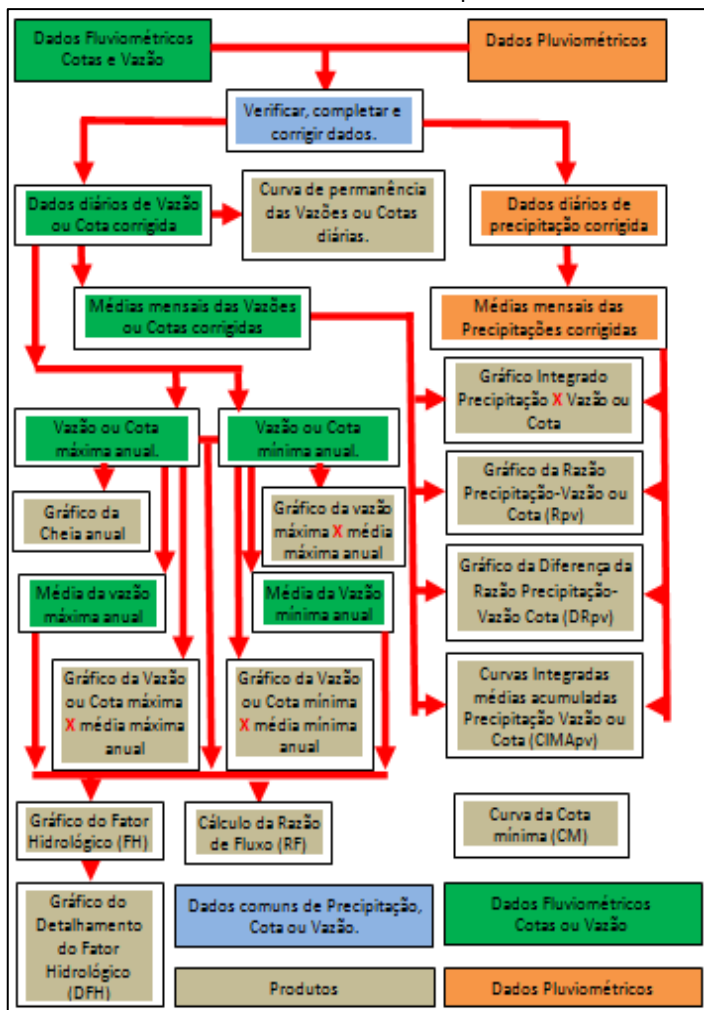 Dados Fluviométricos
Cotas e Vazão
Dados Pluviométricos
Verificar, completar e
corrigir dados.
Dados diários de Vazão
ou Cota corrigida
Curva de permanência
das Vazões ou Cotas
diárias.
Dados diários de
precipitação corrigida
Médias mensais das Vazões
ou Cotas corrigidas
Médias mensais das
Precipitações corrigidas
Gráfico Integrado
Precipitação X Vazão ou
Cota
Vazão ou Cota
máxima anual.
Vazão ou Cota
mínima anual.
Gráfico da
Cheia anual
Gráfico da vazão
máxima X média
máxima anual
Gráfico da Razão
Precipitação-Vazão ou
Cota (Rpv)
Média da vazão
máxima anual
Média da Vazão
mínima anual
Gráfico da Diferença da
Razão Precipitação-
Vazão Cota (DRpv)
Gráfico da Vazão
ou Cota máxima
X média máxima
anual
Gráfico da Vazão
ou Cota mínima
X média mínima
anual
Curvas Integradas
médias acumuladas
Precipitação Vazão ou
Cota (CIMApv)
Gráfico do Fator
Hidrológico (FH)
Cálculo da Razão
de Fluxo (RF)
Curva da Cota
mínima (CM)
Gráfico do
Detalhamento
do Fator
Hidrológico
(DFH)
Dados comuns de Precipitação,
Cota ou Vazão.
Dados Fluviométricos
Cotas ou Vazão
Produtos
Dados Pluviométricos